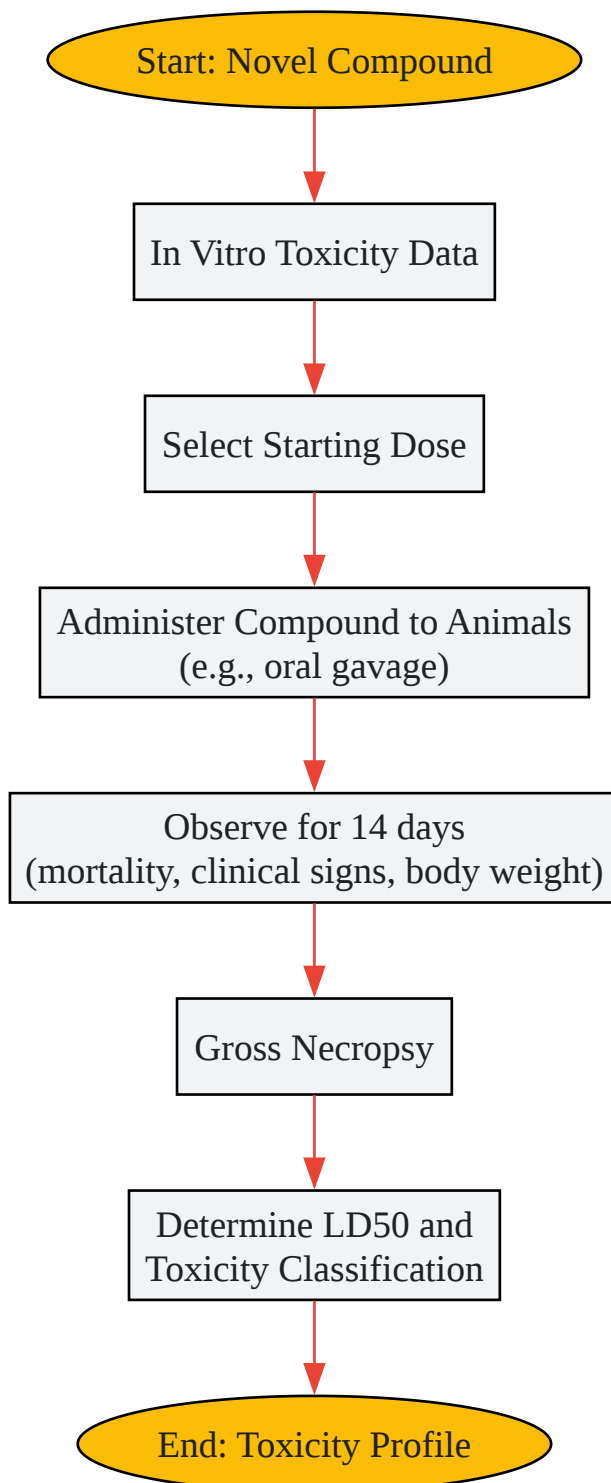 Start: Novel Compound
In Vitro Toxicity Data
Select Starting Dose
Administer Compound to Animals
(e.g., oral gavage)
Observe for 14 days
(mortality, clinical signs, body weight)
Gross Necropsy
Determine LD50 and
Toxicity Classification
End: Toxicity Profile